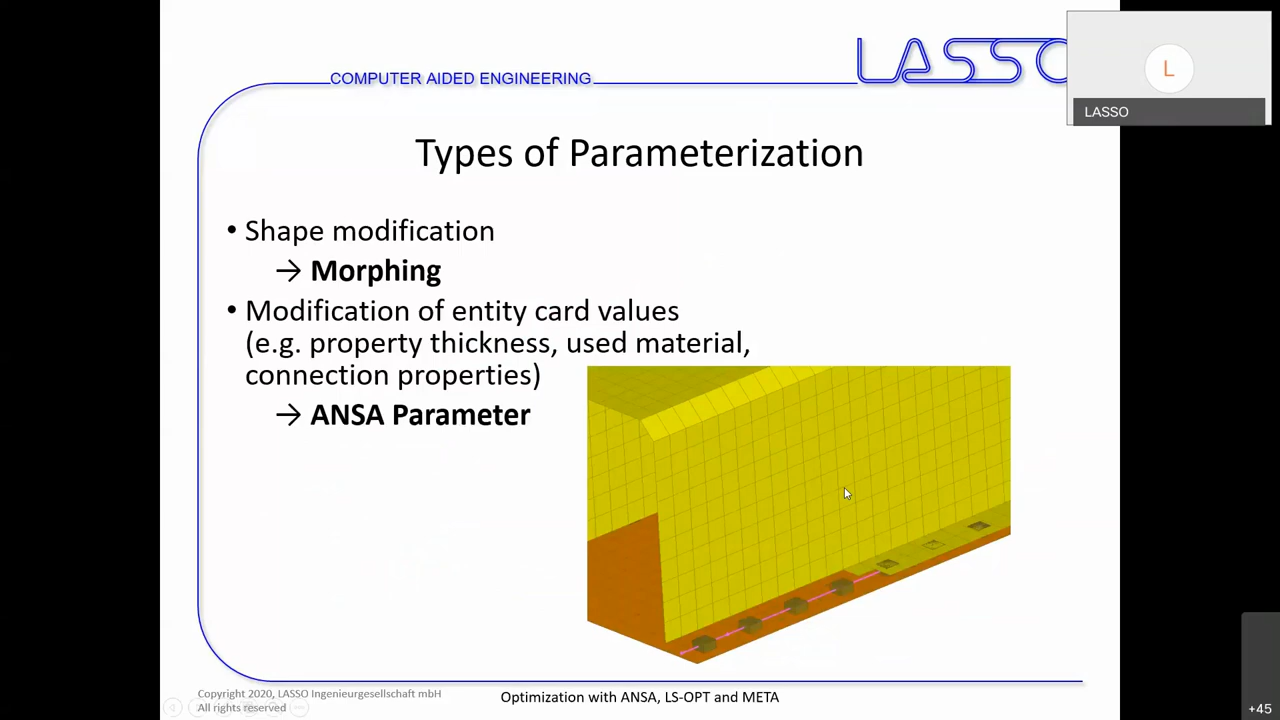 LASSO
L
LASSO
COMPUTER AIDED ENGINEERING
Types of Parameterization
• Shape modification
→ Morphing
• Modification of entity card values
(e.g. property thickness, used material,
connection properties)
→ ANSA Parameter
Copyright 2020, LASSO Ingenieurgesellschaft mbH
All rights reserved
Optimization with ANSA, LS-OPT and META
+45